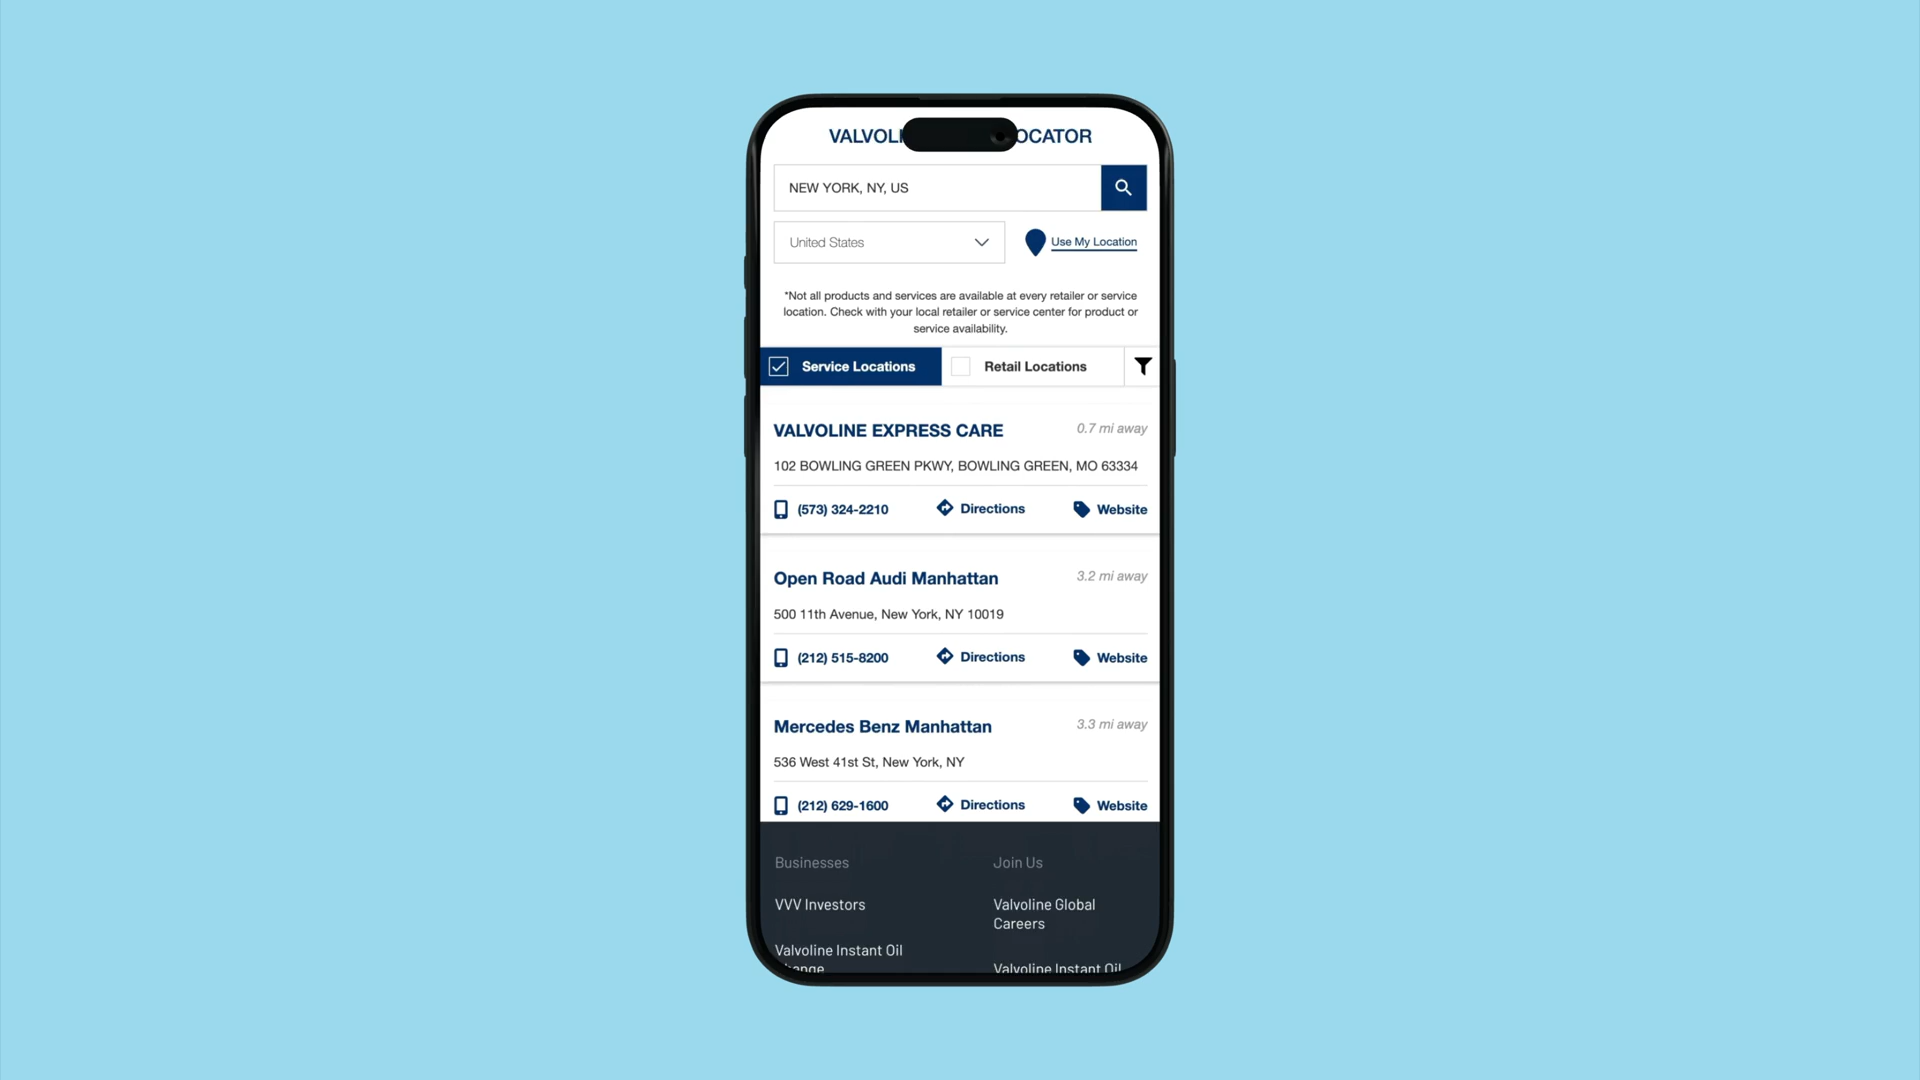 VALVOLI OCATOR
NEW YORK, NY, US
United States
Use My Location
*Not all products and services are available at every retailer or service
location. Check with your local retailer or service center for product or
service availability.
Service Locations Retail Locations
VALVOLINE EXPRESS CARE 0.7 mi away
102 BOWLING GREEN PKWY, BOWLING GREEN, MO 63334
(573) 324-2210 Directions Website
Open Road Audi Manhattan 3.2 mi away
500 11th Avenue, New York, NY 10019
(212) 515-8200 Directions Website
Mercedes Benz Manhattan 3.3 mi away
536 West 41st St, New York, NY
(212) 629-1600 Directions Website
Businesses Join Us
VVV Investors Valvoline Global
Careers
Valvoline Instant Oil
Valvoline Instant Oil